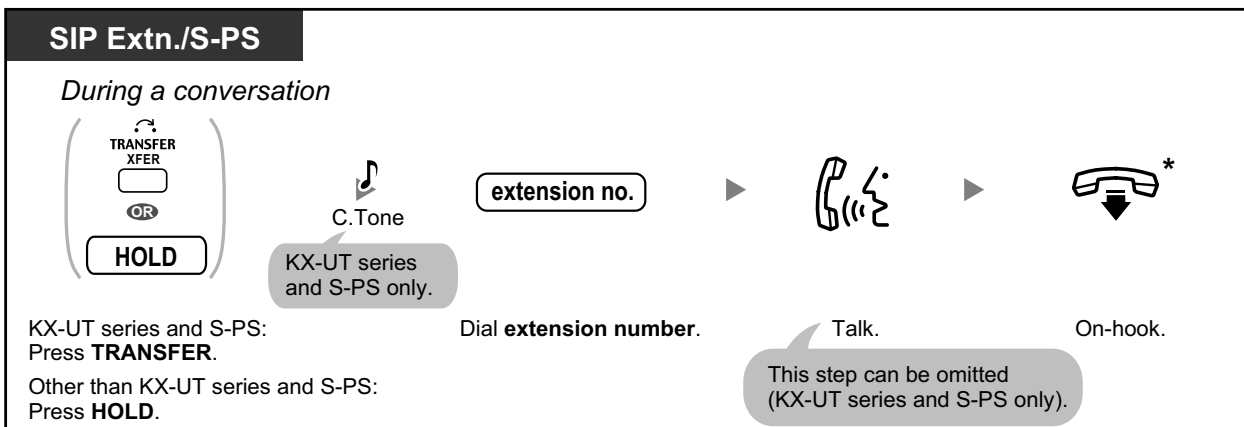 SIP Extn./S-PS
During a conversation
TRANSFER
XFER
OR
HOLD
C.Tone
KX-UT series
and S-PS only.
extension no.
*
KX-UT series and S-PS:
Press TRANSFER.
Other than KX-UT series and S-PS:
Press HOLD.
Dial extension number.
Talk.
This step can be omitted
(KX-UT series and S-PS only).
On-hook.